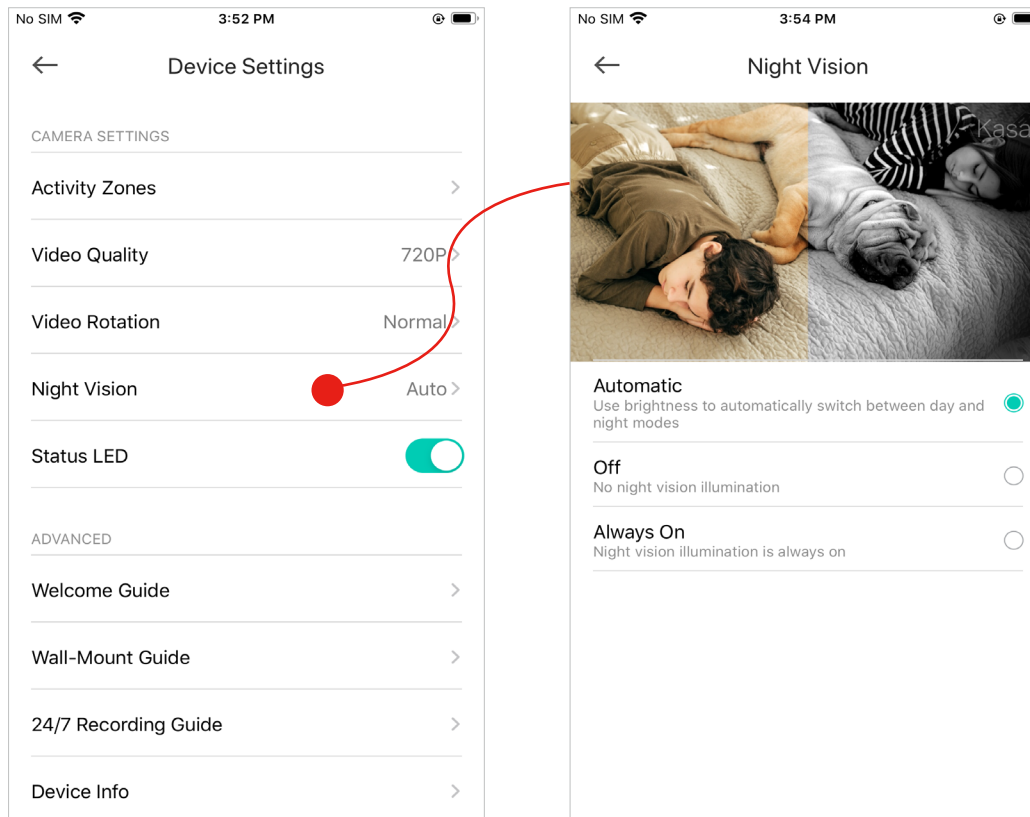 No SIM 3:52 PM
Device Settings
CAMERA SETTINGS
Activity Zones
Video Quality 720P
Video Rotation Normal
Night Vision Auto
Status LED
ADVANCED
Welcome Guide
Wall-Mount Guide
24/7 Recording Guide
Device Info
No SIM 3:54 PM
Night Vision
Kasa
Automatic
Use brightness to automatically switch between day and
night modes
Off
No night vision illumination
Always On
Night vision illumination is always on